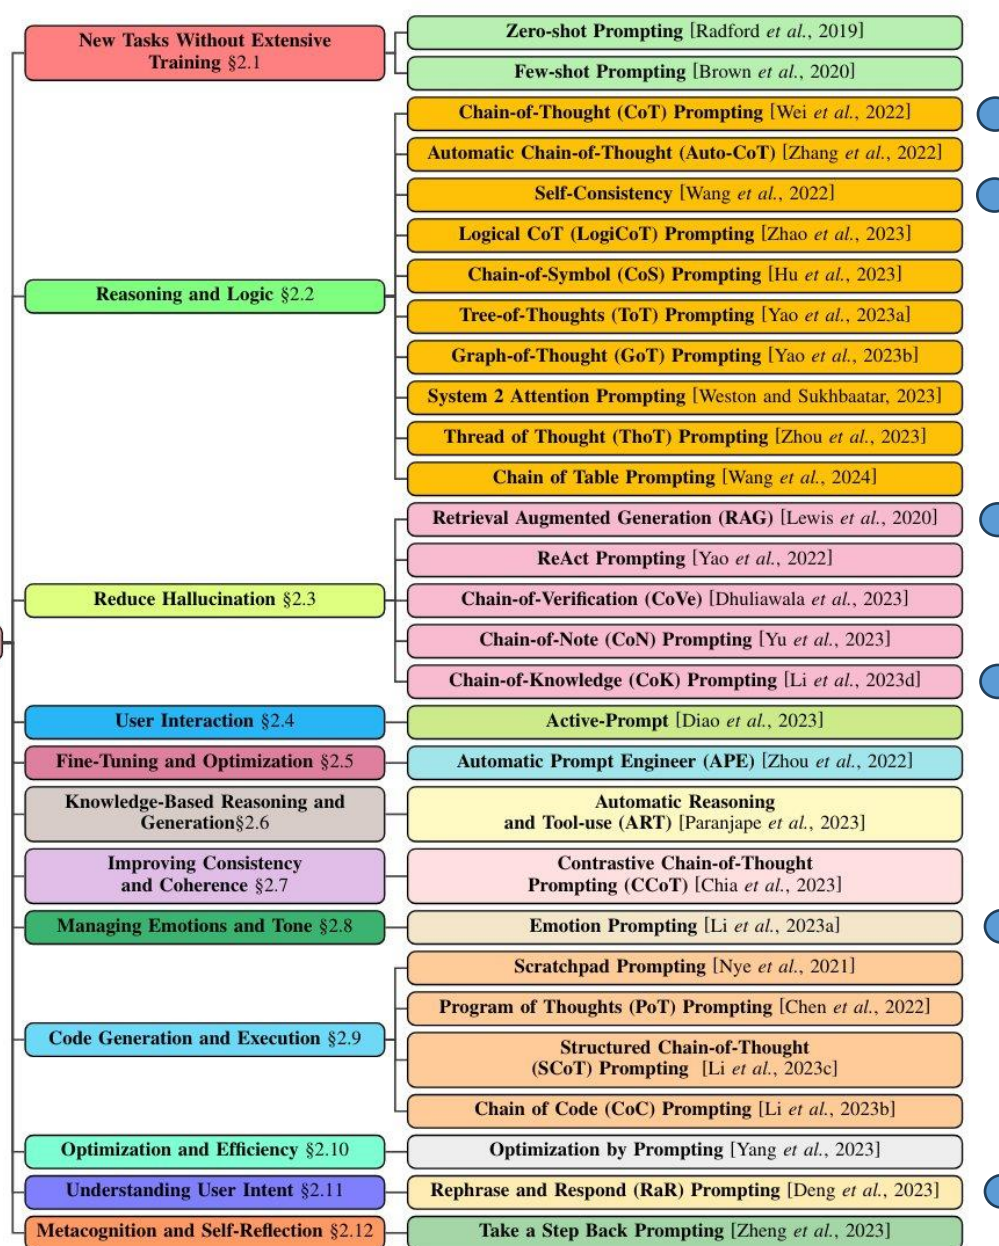 New Tasks Without Extensive
Training §2.1
Zero-shot Prompting [Radford et al., 2019]
Few-shot Prompting [Brown et al., 2020]
Reasoning and Logic §2.2
Chain-of-Thought (CoT) Prompting [Wei et al., 2022]
Automatic Chain-of-Thought (Auto-CoT) [Zhang et al., 2022]
Self-Consistency [Wang et al., 2022]
Logical CoT (LogiCoT) Prompting [Zhao et al., 2023]
Chain-of-Symbol (CoS) Prompting [Hu et al., 2023]
Tree-of-Thoughts (ToT) Prompting [Yao et al., 2023a]
Graph-of-Thought (GoT) Prompting [Yao et al., 2023b]
System 2 Attention Prompting [Weston and Sukhbaatar, 2023]
Thread of Thought (ThoT) Prompting [Zhou et al., 2023]
Chain of Table Prompting [Wang et al., 2024]
Reduce Hallucination §2.3
Retrieval Augmented Generation (RAG) [Lewis et al., 2020]
ReAct Prompting [Yao et al., 2022]
Chain-of-Verification (CoVe) [Dhuliawala et al., 2023]
Chain-of-Note (CoN) Prompting [Yu et al., 2023]
Chain-of-Knowledge (CoK) Prompting [Li et al., 2023d]
User Interaction §2.4
Active-Prompt [Diao et al., 2023]
Fine-Tuning and Optimization §2.5
Automatic Prompt Engineer (APE) [Zhou et al., 2022]
Knowledge-Based Reasoning and
Generation§2.6
Automatic Reasoning
and Tool-use (ART) [Paranjape et al., 2023]
Improving Consistency
and Coherence §2.7
Contrastive Chain-of-Thought
Prompting (CCoT) [Chia et al., 2023]
Managing Emotions and Tone §2.8
Emotion Prompting [Li et al., 2023a]
Code Generation and Execution §2.9
Scratchpad Prompting [Nye et al., 2021]
Program of Thoughts (PoT) Prompting [Chen et al., 2022]
Structured Chain-of-Thought
(SCoT) Prompting [Li et al., 2023c]
Chain of Code (CoC) Prompting [Li et al., 2023b]
Optimization and Efficiency §2.10
Optimization by Prompting [Yang et al., 2023]
Understanding User Intent §2.11
Rephrase and Respond (RaR) Prompting [Deng et al., 2023]
Metacognition and Self-Reflection §2.12
Take a Step Back Prompting [Zheng et al., 2023]